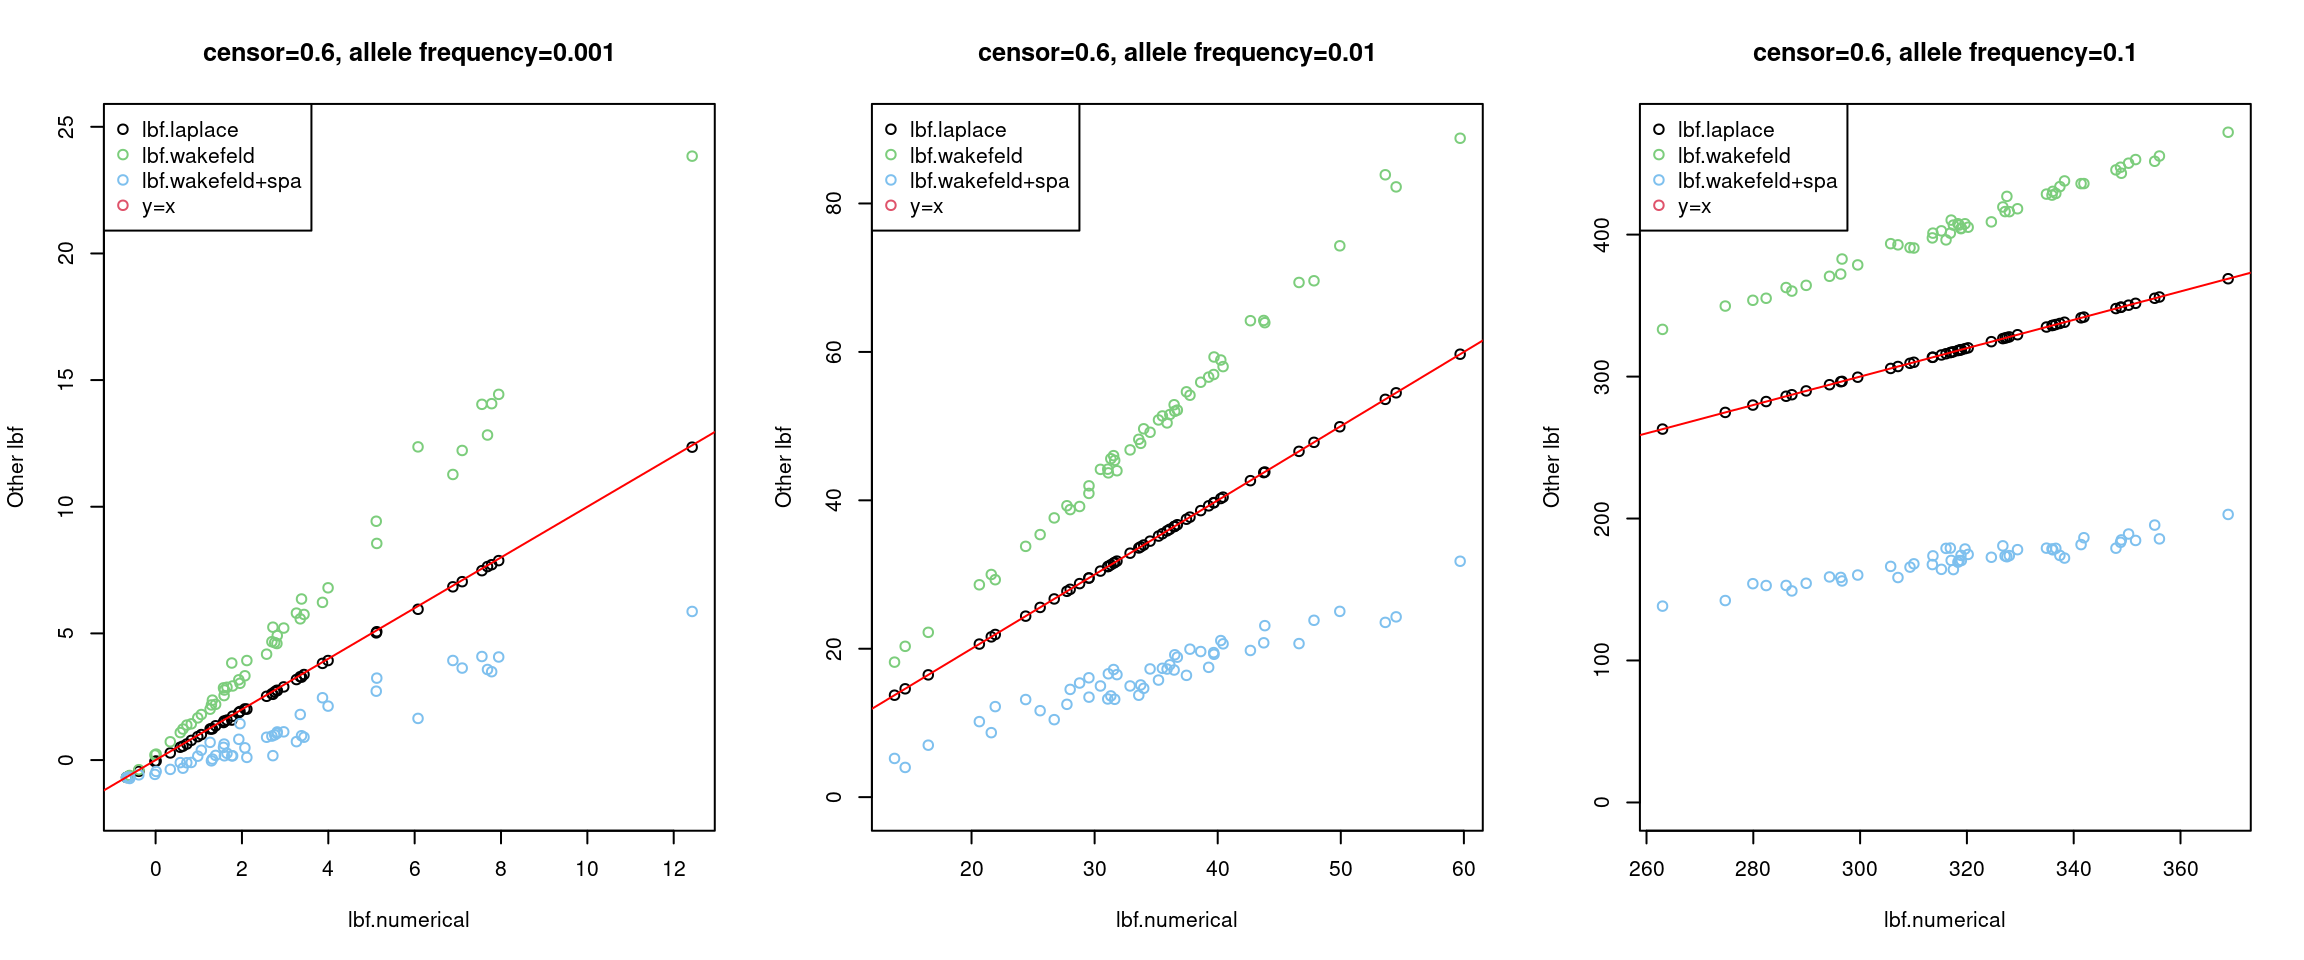 censor=0.6, allele frequency=0.001
lbf.laplace
lbf.wakefeld
lbf.wakefeld+spa
y=x
Other lbf
25
20
15
10
5
0
0 2 4 6 8 10 12
lbf.numerical
censor=0.6, allele frequency=0.01
lbf.laplace
lbf.wakefeld
lbf.wakefeld+spa
y=x
Other lbf
80
60
40
20
0
20 30 40 50 60
lbf.numerical
censor=0.6, allele frequency=0.1
lbf.laplace
lbf.wakefeld
lbf.wakefeld+spa
y=x
Other lbf
400
300
200
100
0
260 280 300 320 340 360
lbf.numerical